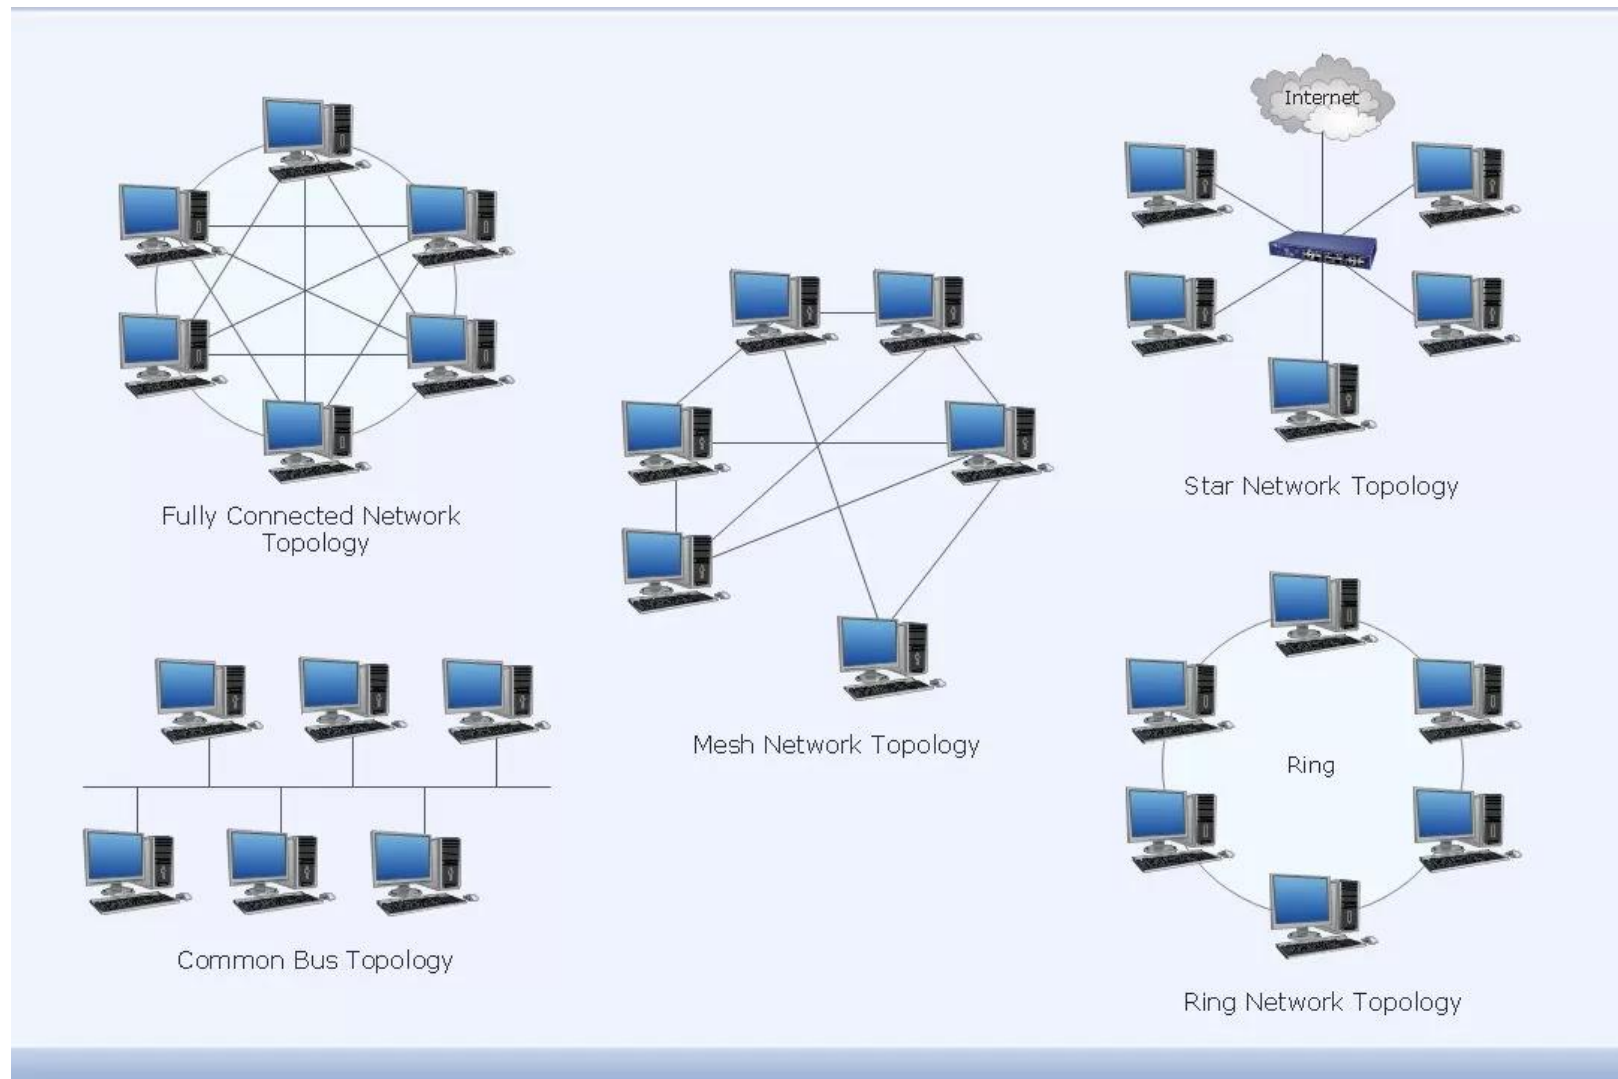 Internet
Star Network Topology
Fully Connected Network
Topology
Mesh Network Topology
Ring
Common Bus Topology
Ring Network Topology